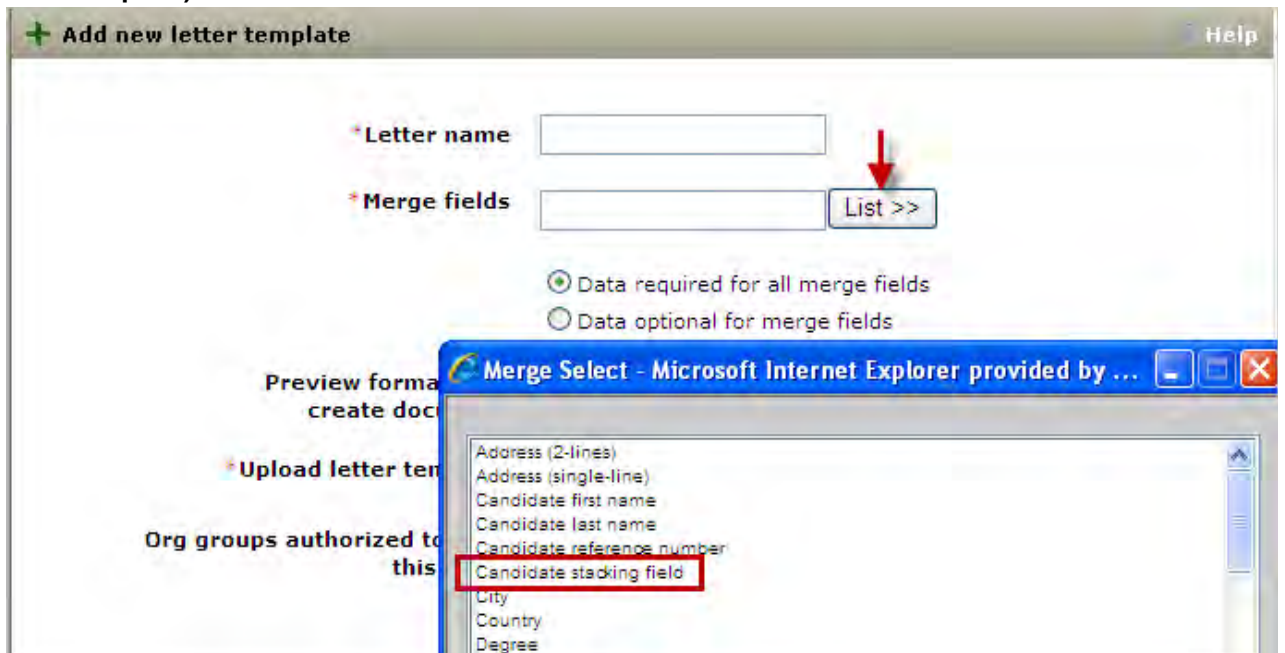 Add new letter template Help
*Letter name
*Merge fields List >>
Data required for all merge fields
Data optional for merge fields
Merge Select - Microsoft Internet Explorer provided by ...
Preview forma
create doc
Address (2-lines)
*Upload letter ten
Address (single-line)
Candidate first name
Candidate last name
Org groups authorized to
Candidate reference number
this
Candidate stacking field
City
Country
Degree